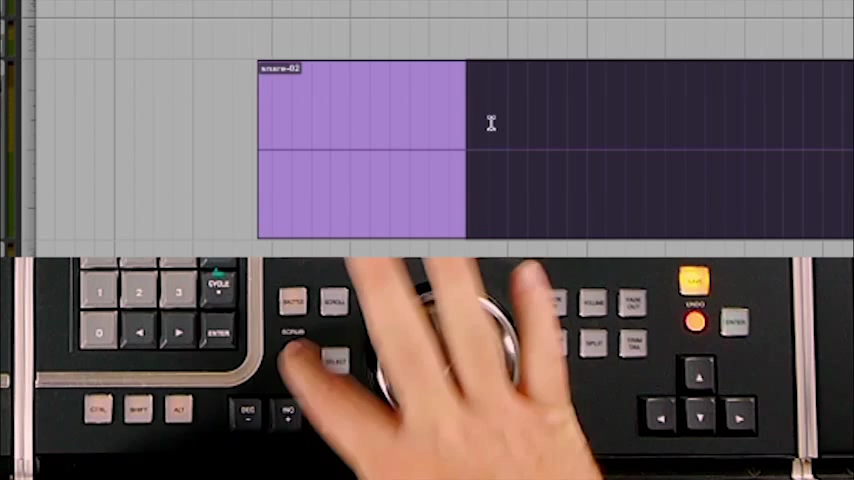 snare-02
1
2
3
CYCLE
0
ENTER
SHUTTLE
SCROLL
SCRUB
SELECT
VOLUME
FADE
OUT
SAVE
UNDO
ENTER
SPLIT
TRIM
TAIL
CTRL
SHIFT
ALT
DEC
-
INC
+